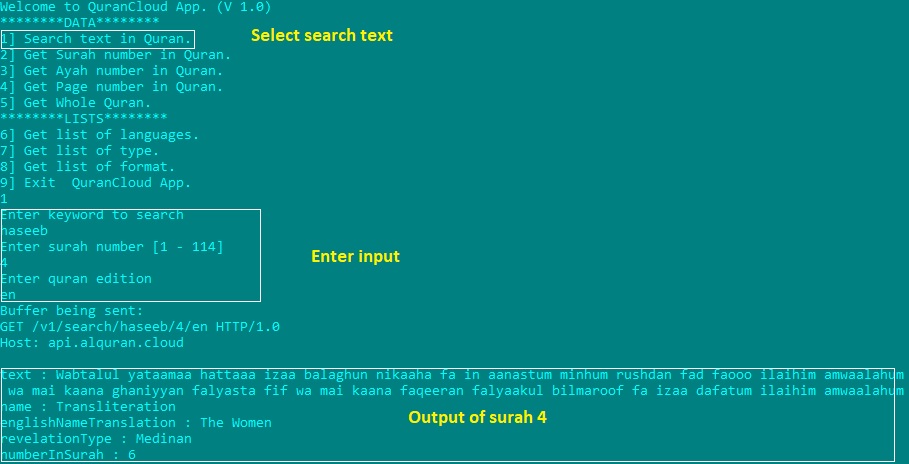 Welcome to QuranCloud App. (V 1.0)
********DATA********
1] Search text in Quran.
Select search text
2] Get Surah number in Quran.
3] Get Ayah number in Quran.
4] Get Page number in Quran.
5] Get Whole Quran.
********LISTS********
6] Get list of languages.
7] Get list of type.
8] Get list of format.
9] Exit  QuranCloud App.
1
Enter keyword to search
haseeb
Enter surah number [1 - 114]
4
Enter input
Enter quran edition
en
Buffer being sent:
GET /v1/search/haseeb/4/en HTTP/1.0
Host: api.alquran.cloud
text : Wabtalul yataamaa hattaaa izaa balaghun nikaaha fa in aanastum minhum rushdan fad faooo ilaihim amwaalahum
wa mai kaana ghaniyyan falyasta fif wa mai kaana faqeeran falyaakul bilmaroof fa izaa dafatum ilaihim amwaalahum
name : Transliteration
Output of surah 4
englishNameTranslation : The Women
revelationType : Medinan
numberInSurah : 6